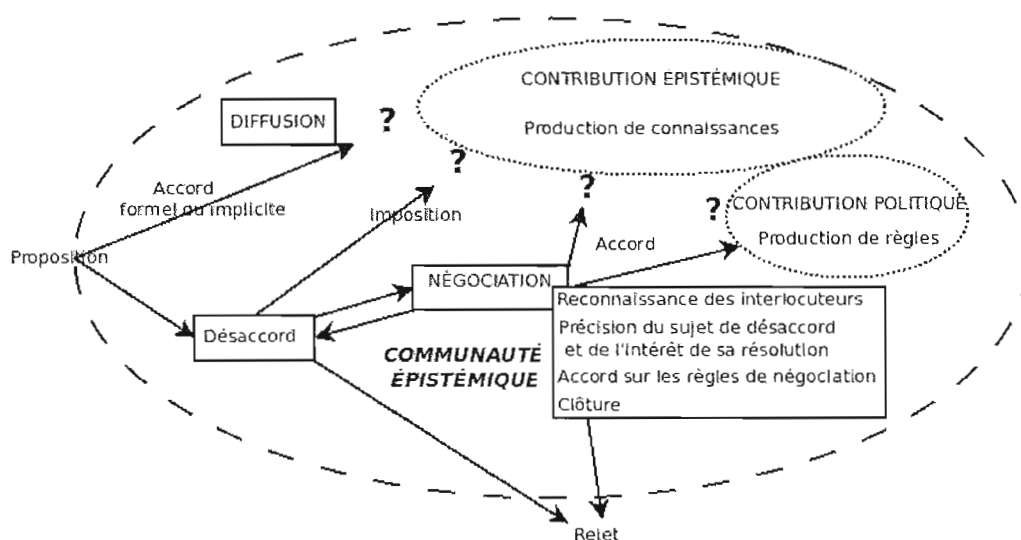 CONTRIBUTION ÉPISTÉMIQUE
Production de connaissances
DIFFUSION
?
?
?
?
Accord
formel ou implicite
Imposition
CONTRIBUTION POLITIQUE
Production de règles
Accord
Proposition
NÉGOCIATION
Reconnaissance des interlocuteurs
Précision du sujet de désaccord
et de l'intérêt de sa résolution
Accord sur les règles de négociation
Clôture
Désaccord
COMMUNAUTÉ
ÉPISTÉMIQUE
Rejet